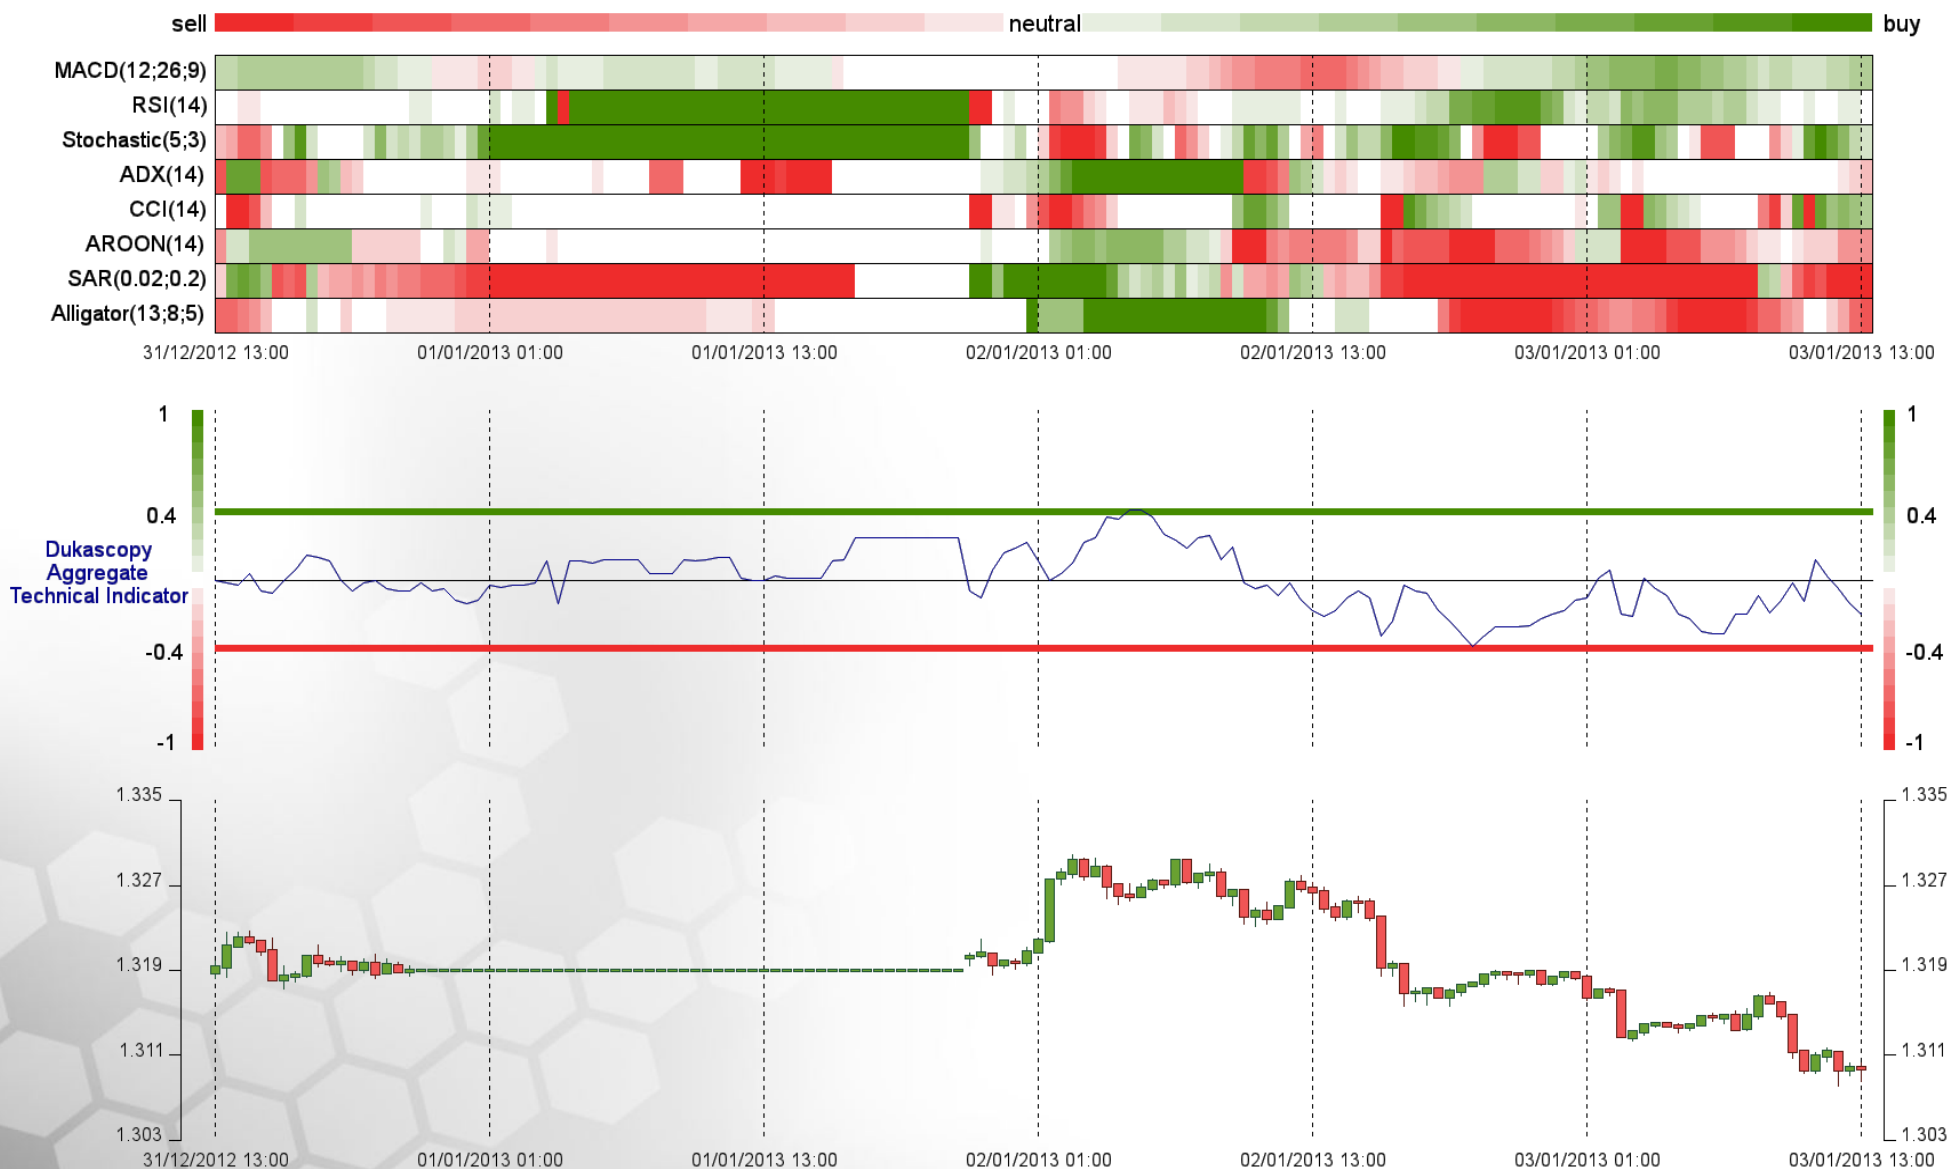 sell neutral buy
MACD(12;26;9)
RSI(14)
Stochastic(5;3)
ADX(14)
CCI(14)
AROON(14)
SAR(0.02;0.2)
Alligator(13;8;5)
31/12/2012 13:00 01/01/2013 01:00 01/01/2013 13:00 02/01/2013 01:00 02/01/2013 13:00 03/01/2013 01:00 03/01/2013 13:00
1 1
0.4 0.4
Dukascopy
Aggregate
Technical Indicator
-0.4 -0.4
-1 -1
1.335 1.335
1.327 1.327
1.319 1.319
1.311 1.311
1.303 1.303
31/12/2012 13:00 01/01/2013 01:00 01/01/2013 13:00 02/01/2013 01:00 02/01/2013 13:00 03/01/2013 01:00 03/01/2013 13:00